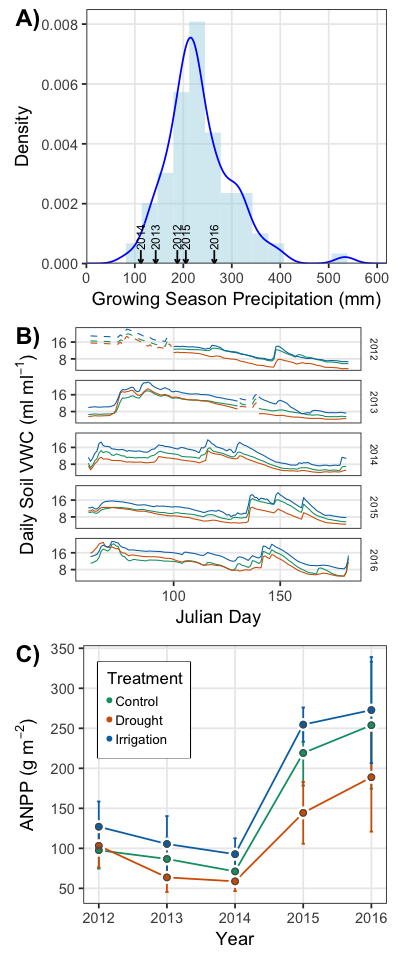 A)
0.008
0.006
0.004
0.002
0.000
Density
2014
2013
2012
2015
2016
0 100 200 300 400 500 600
Growing Season Precipitation (mm)
B)
Daily Soil VWC (ml ml⁻¹)
16
8
2012
16
8
2013
16
8
2014
16
8
2015
16
8
2016
100 150
Julian Day
C)
350
300
250
200
150
100
50
ANPP (g m⁻²)
Treatment
Control
Drought
Irrigation
2012 2013 2014 2015 2016
Year